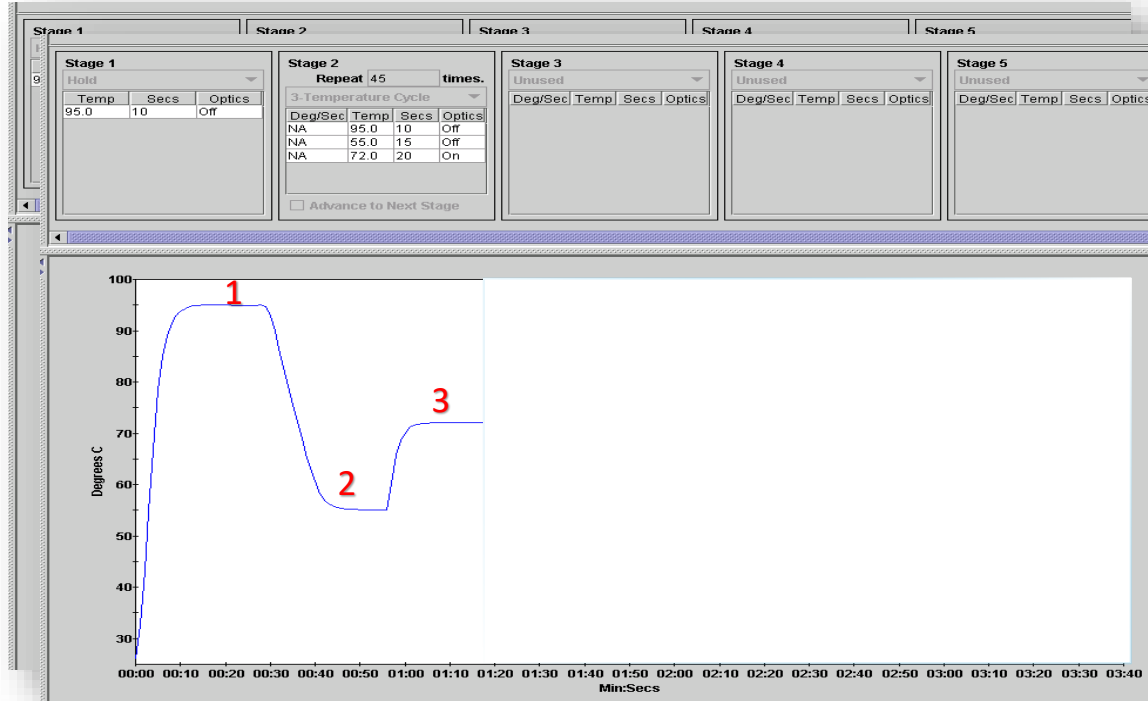 Stage 1 Stage 2 Stage 3 Stage 4 Stage 5
9
Stage 1
Hold
Temp Secs Optics
95.0 10 Off
Stage 2
Repeat 45 times.
3-Temperature Cycle
Deg/Sec Temp Secs Optics
NA 95.0 10 Off
NA 55.0 15 Off
NA 72.0 20 On
Advance to Next Stage
Stage 3
Unused
Deg/Sec Temp Secs Optics
Stage 4
Unused
Deg/Sec Temp Secs Optics
Stage 5
Unused
Deg/Sec Temp Secs Optics
100
90
80
70
60
50
40
30
Degrees C
1
2
3
00:00 00:10 00:20 00:30 00:40 00:50 01:00 01:10 01:20 01:30 01:40 01:50 02:00 02:10 02:20 02:30 02:40 02:50 03:00 03:10 03:20 03:30 03:40
Min:Secs